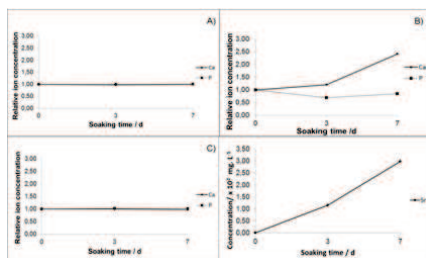 A)
Relative ion concentration
3.00
2.50
2.00
1.50
1.00
0.50
0.00
0 3 7
Soaking time / d
Ca
P
B)
Relative ion concentration
3.00
2.50
2.00
1.50
1.00
0.50
0.00
0 3 7
Soaking time /d
Ca
P
C)
Relative ion concentration
3.00
2.50
2.00
1.50
1.00
0.50
0.00
0 3 7
Soaking time / d
Ca
P
Concentration/ x 10² mg. L⁻¹
3.50
3.00
2.50
2.00
1.50
1.00
0.50
0.00
0 3 7
Soaking time / d